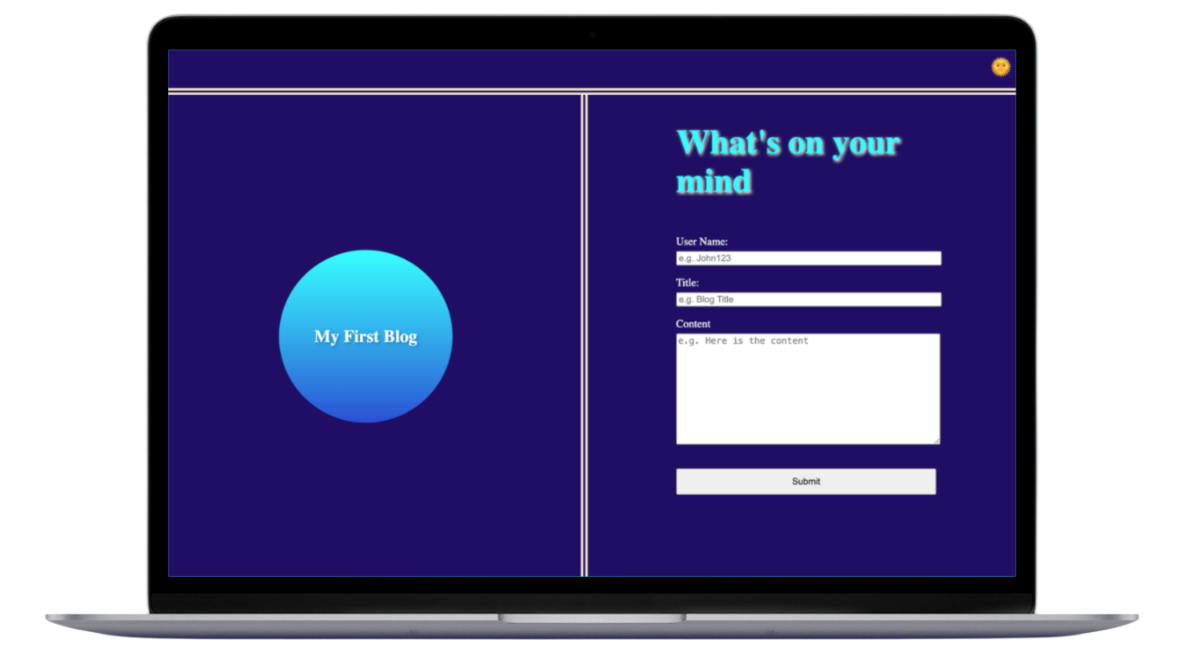 My First Blog
What's on your
mind
User Name:
e.g. John123
Title:
e.g. Blog Title
Content
e.g. Here is the content
Submit